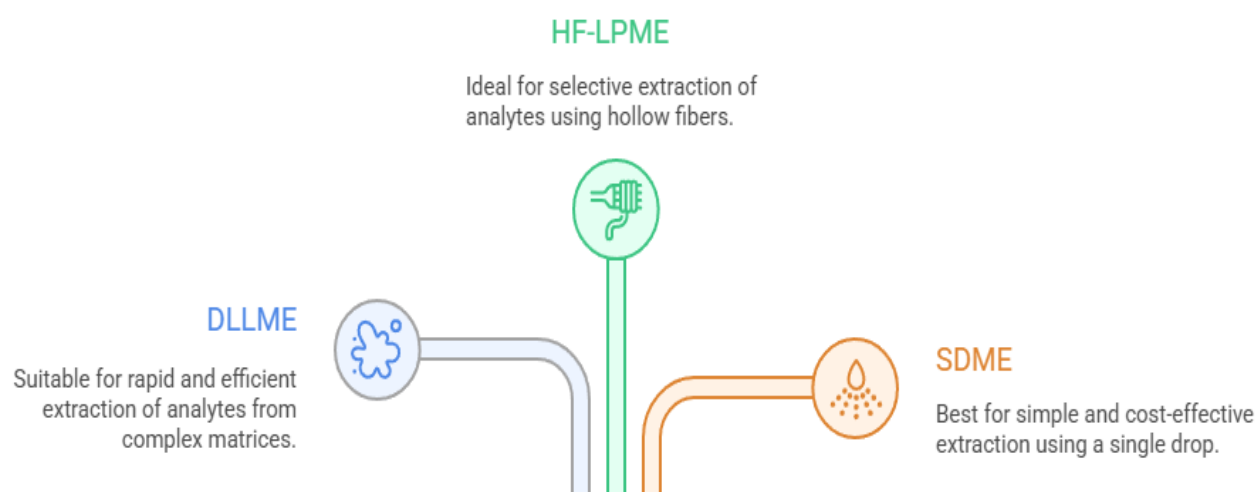 HF-LPME
Ideal for selective extraction of
analytes using hollow fibers.
DLLME
Suitable for rapid and efficient
extraction of analytes from
complex matrices.
SDME
Best for simple and cost-effective
extraction using a single drop.